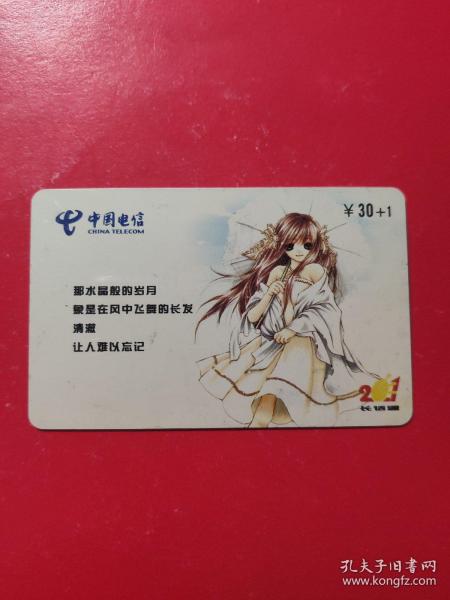 中国电信
CHINA TELECOM
¥30+1
那水晶般的岁月
象是在风中飞舞的长发
清澈
让人难以忘记
201
长话通
孔夫子旧书网
www.kongfz.com